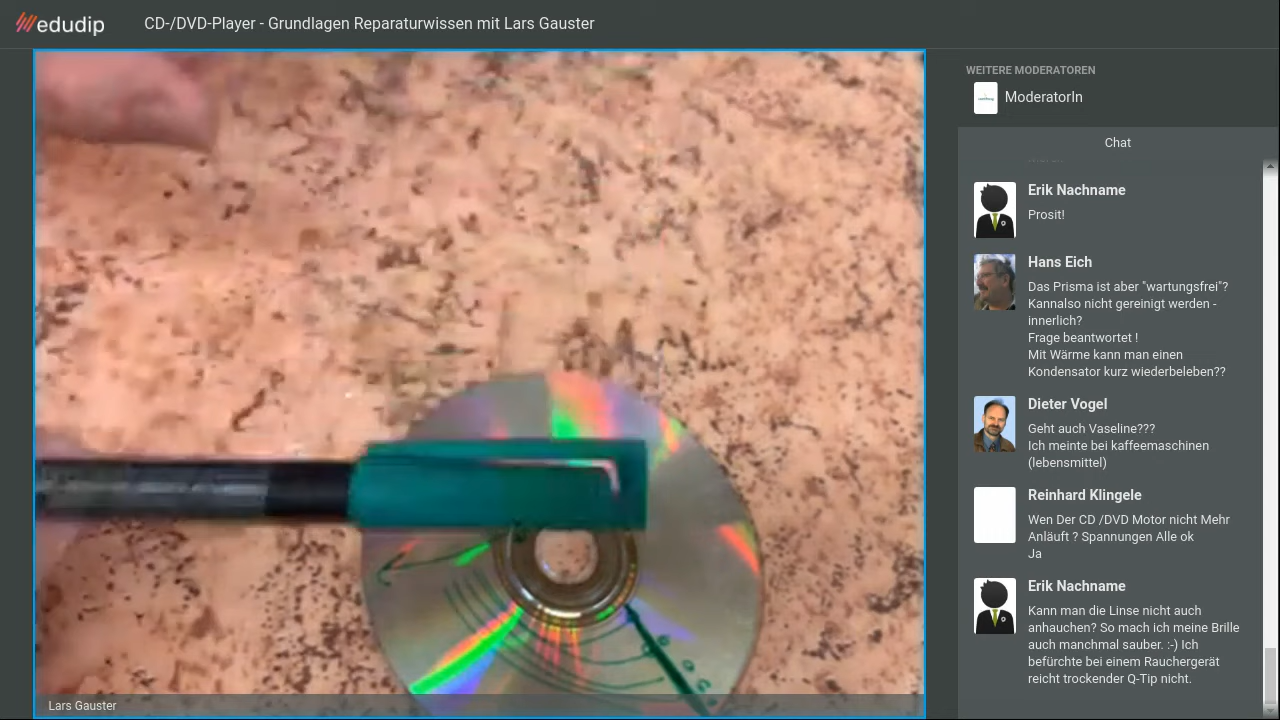 edudip
CD-/DVD-Player - Grundlagen Reparaturwissen mit Lars Gauster
WEITERE MODERATOREN
ModeratorIn
Chat
Erik Nachname
Prosit!
Hans Eich
Das Prisma ist aber "wartungsfrei"?
Kannalso nicht gereinigt werden -
innerlich?
Frage beantwortet !
Mit Wärme kann man einen
Kondensator kurz wiederbeleben??
Dieter Vogel
Geht auch Vaseline???
Ich meinte bei kaffeemaschinen
(lebensmittel)
Reinhard Klingele
Wen Der CD /DVD Motor nicht Mehr
Anläuft ? Spannungen Alle ok
Ja
Erik Nachname
Kann man die Linse nicht auch
anhauchen? So mach ich meine Brille
auch manchmal sauber. :-) Ich
befürchte bei einem Rauchergerät
reicht trockender Q-Tip nicht.
Lars Gauster